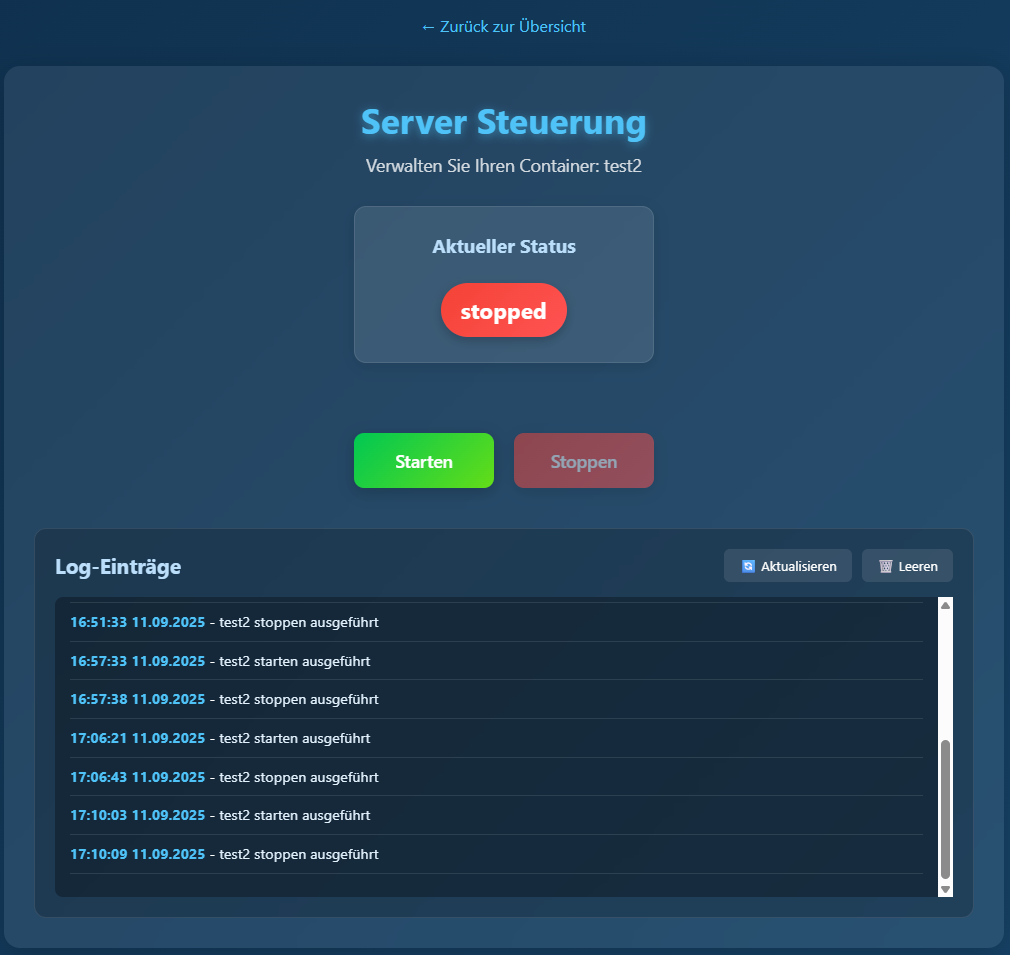 ← Zurück zur Übersicht
Server Steuerung
Verwalten Sie Ihren Container: test2
Aktueller Status
stopped
Starten Stoppen
Log-Einträge Aktualisieren Leeren
16:51:33 11.09.2025 - test2 stoppen ausgeführt
16:57:33 11.09.2025 - test2 starten ausgeführt
16:57:38 11.09.2025 - test2 stoppen ausgeführt
17:06:21 11.09.2025 - test2 starten ausgeführt
17:06:43 11.09.2025 - test2 stoppen ausgeführt
17:10:03 11.09.2025 - test2 starten ausgeführt
17:10:09 11.09.2025 - test2 stoppen ausgeführt